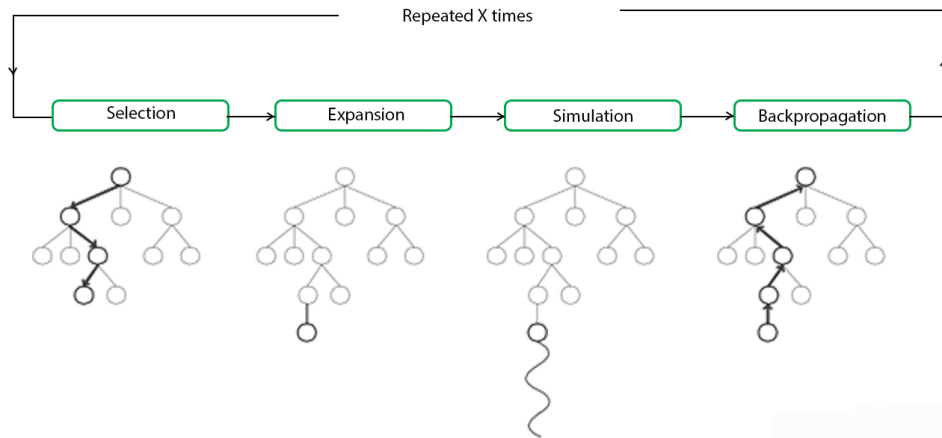 Repeated X times
Selection
Expansion
Simulation
Backpropagation